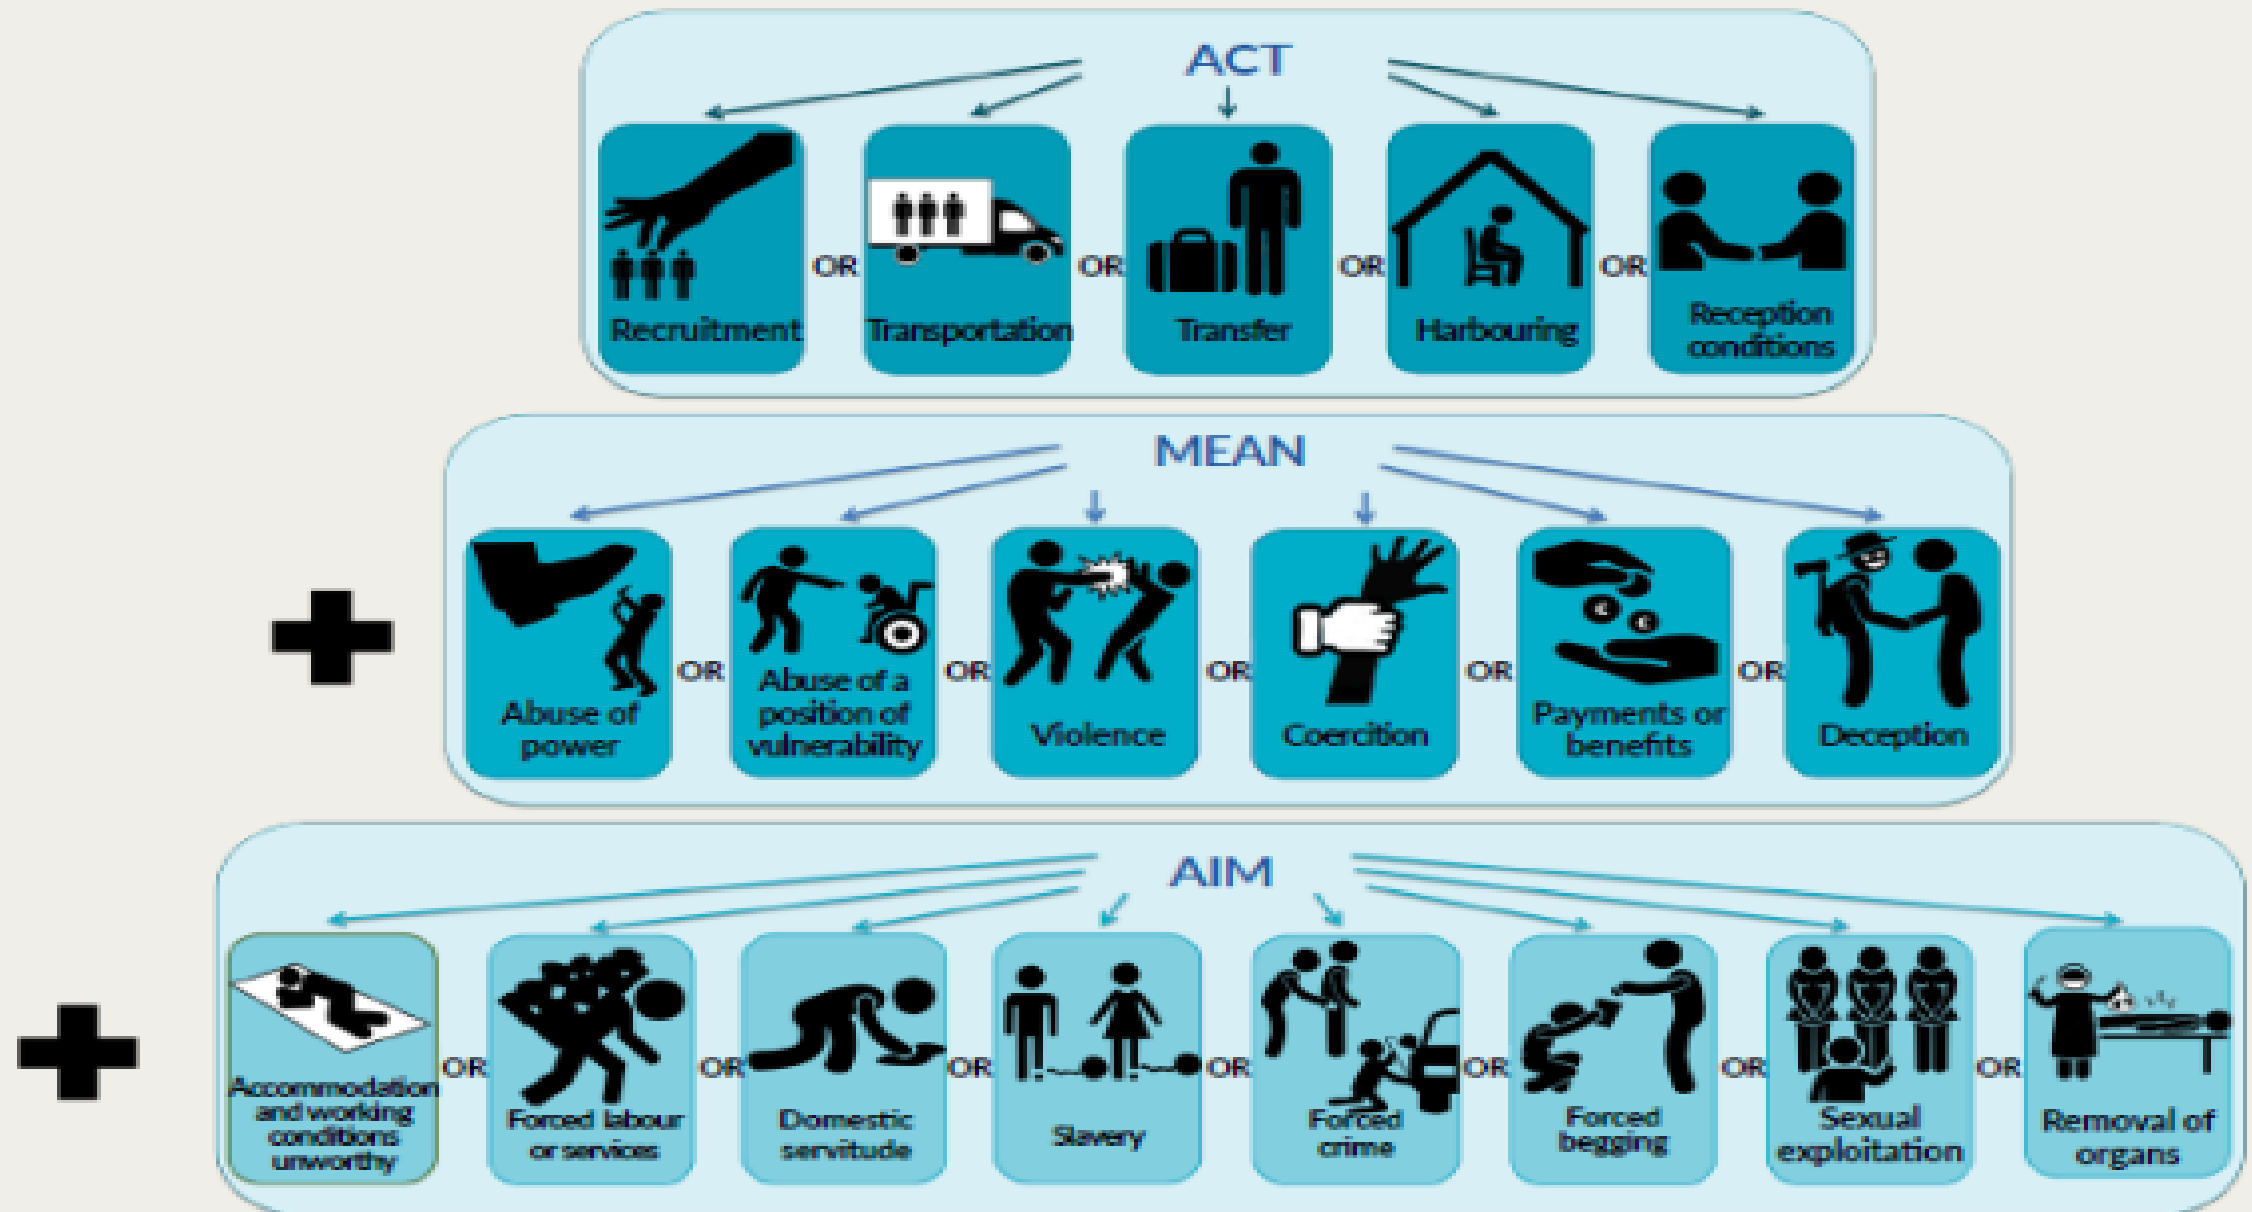 ACT
Recruitment
OR
Transportation
OR
Transfer
OR
Harbouring
OR
Reception
conditions
MEAN
Abuse of
power
OR
Abuse of a
position of
vulnerability
OR
Violence
OR
Coercition
OR
Payments or
benefits
OR
Deception
AIM
Accommodation
and working
conditions
unworthy
OR
Forced labour
or services
OR
Domestic
servitude
OR
Slavery
OR
Forced
crime
OR
Forced
begging
OR
Sexual
exploitation
OR
Removal of
organs